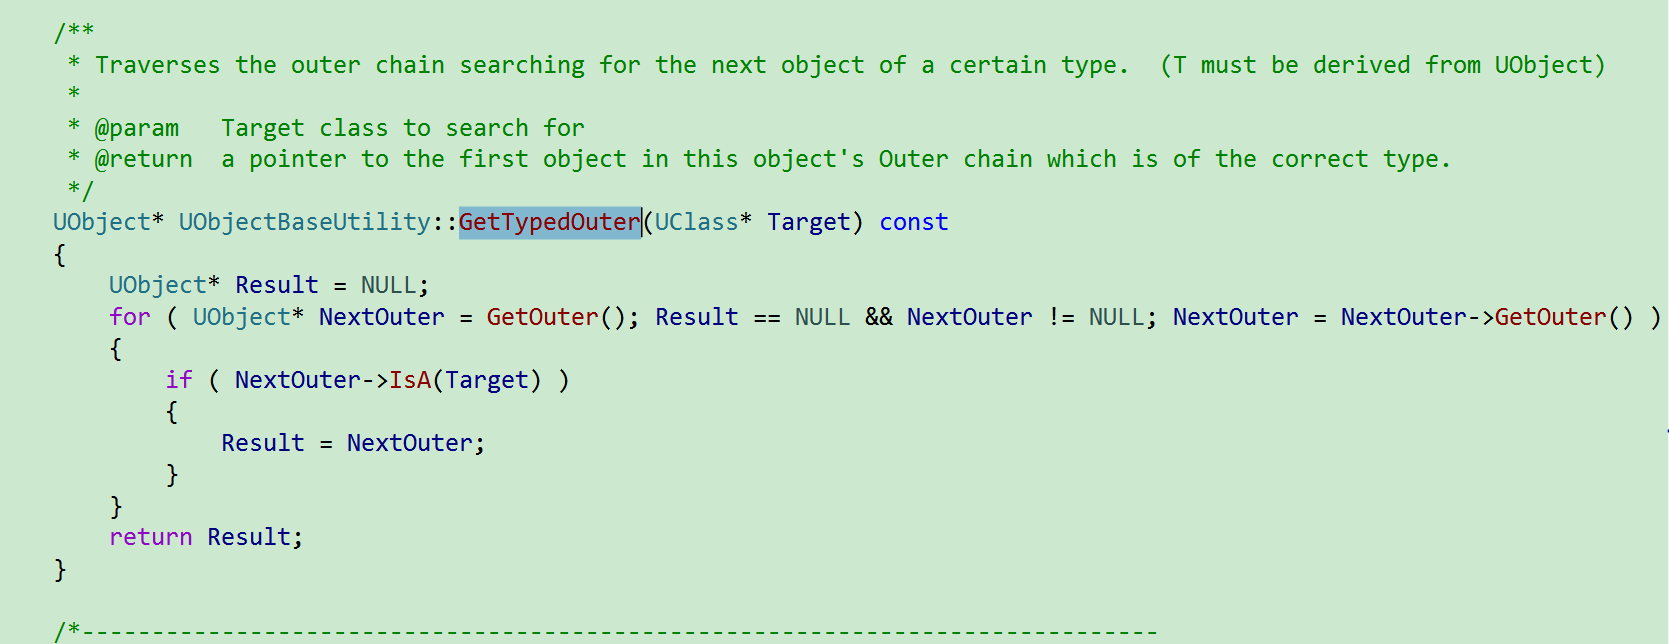 /**
 * Traverses the outer chain searching for the next object of a certain type.  (T must be derived from UObject)
 *
 * @param   Target class to search for
 * @return  a pointer to the first object in this object's Outer chain which is of the correct type.
 */
UObject* UObjectBaseUtility::GetTypedOuter(UClass* Target) const
{
    UObject* Result = NULL;
    for ( UObject* NextOuter = GetOuter(); Result == NULL && NextOuter != NULL; NextOuter = NextOuter->GetOuter() )
    {
        if ( NextOuter->IsA(Target) )
        {
            Result = NextOuter;
        }
    }
    return Result;
}
/*-----------------------------------------------------------------------------